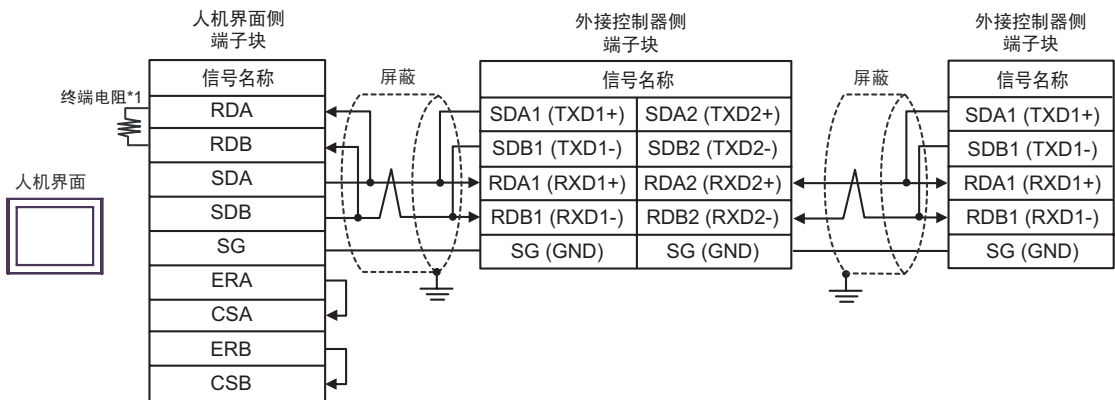 人机界面侧
端子块
外接控制器侧
端子块
外接控制器侧
端子块
信号名称
屏蔽
信号名称
屏蔽
信号名称
终端电阻*1
RDA
SDA1 (TXD1+)
SDA2 (TXD2+)
SDA1 (TXD1+)
RDB
SDB1 (TXD1-)
SDB2 (TXD2-)
SDB1 (TXD1-)
人机界面
SDA
RDA1 (RXD1+)
RDA2 (RXD2+)
RDA1 (RXD1+)
SDB
RDB1 (RXD1-)
RDB2 (RXD2-)
RDB1 (RXD1-)
SG
SG (GND)
SG (GND)
SG (GND)
ERA
CSA
ERB
CSB